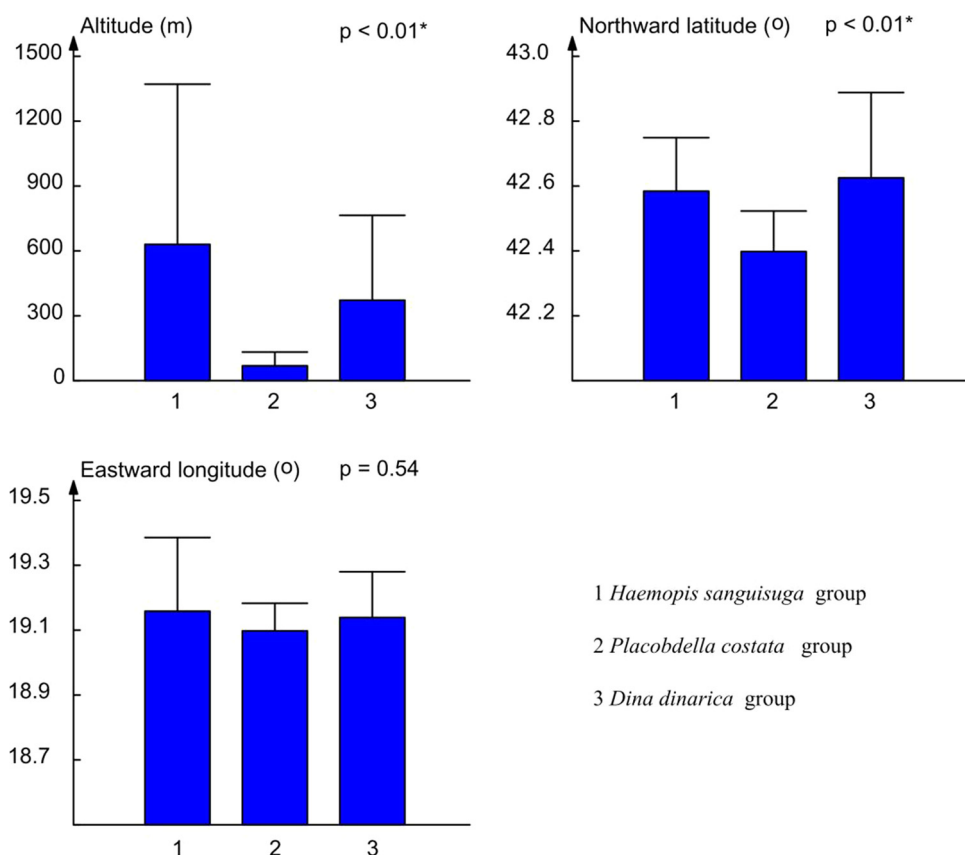 Altitude (m) p < 0.01*
1500
1200
900
600
300
0
1 2 3
Northward latitude (o) p < 0.01*
43.0
42 .8
42 .6
42 .4
42 .2
1 2 3
Eastward longitude (o) p = 0.54
19.5
19.3
19.1
18.9
18.7
1 2 3
1 Haemopis sanguisuga group
2 Placobdella costata group
3 Dina dinarica group